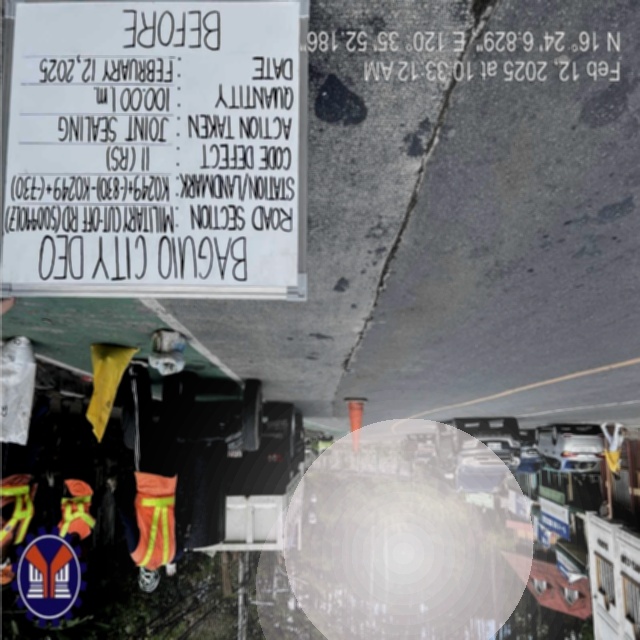 BAGUIO CITY DEO
ROAD SECTION : MILITARY CUT-OFF RD (S00AA40LZ)
STATION/LANDMARK: K0249+(-830)-K0249+(-730)
CODE DEFECT : 11 (RS)
ACTION TAKEN : JOINT SEALING
QUANTITY : 100.00 l.m
DATE : FEBRUARY 12, 2025
BEFORE
Feb 12, 2025 at 10:33:12 AM
N 16° 24' 6.829", E 120° 35' 52.186"